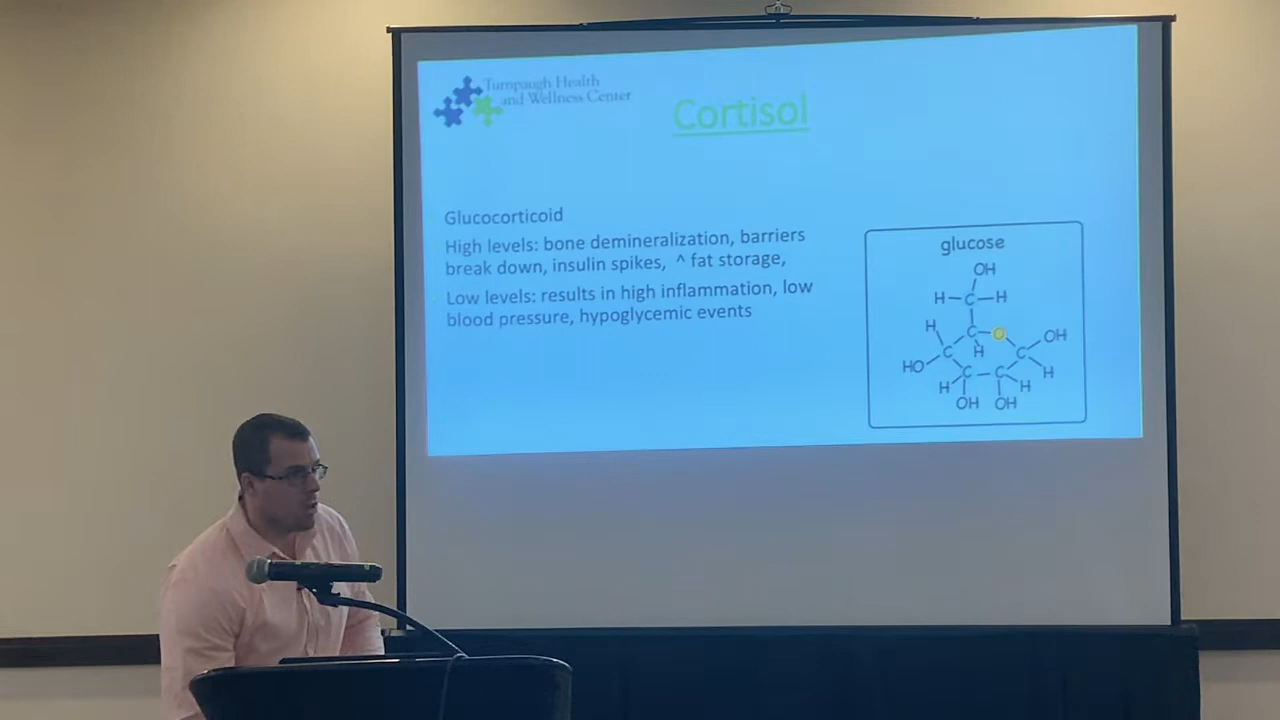 Turnpaugh Health
and Wellness Center
Cortisol
Glucocorticoid
High levels: bone demineralization, barriers
break down, insulin spikes, ^ fat storage,
Low levels: results in high inflammation, low
blood pressure, hypoglycemic events
glucose
OH
H-C-H
H
C-O
OH
C
H
C
HO
C-C
H
H
H
OH OH